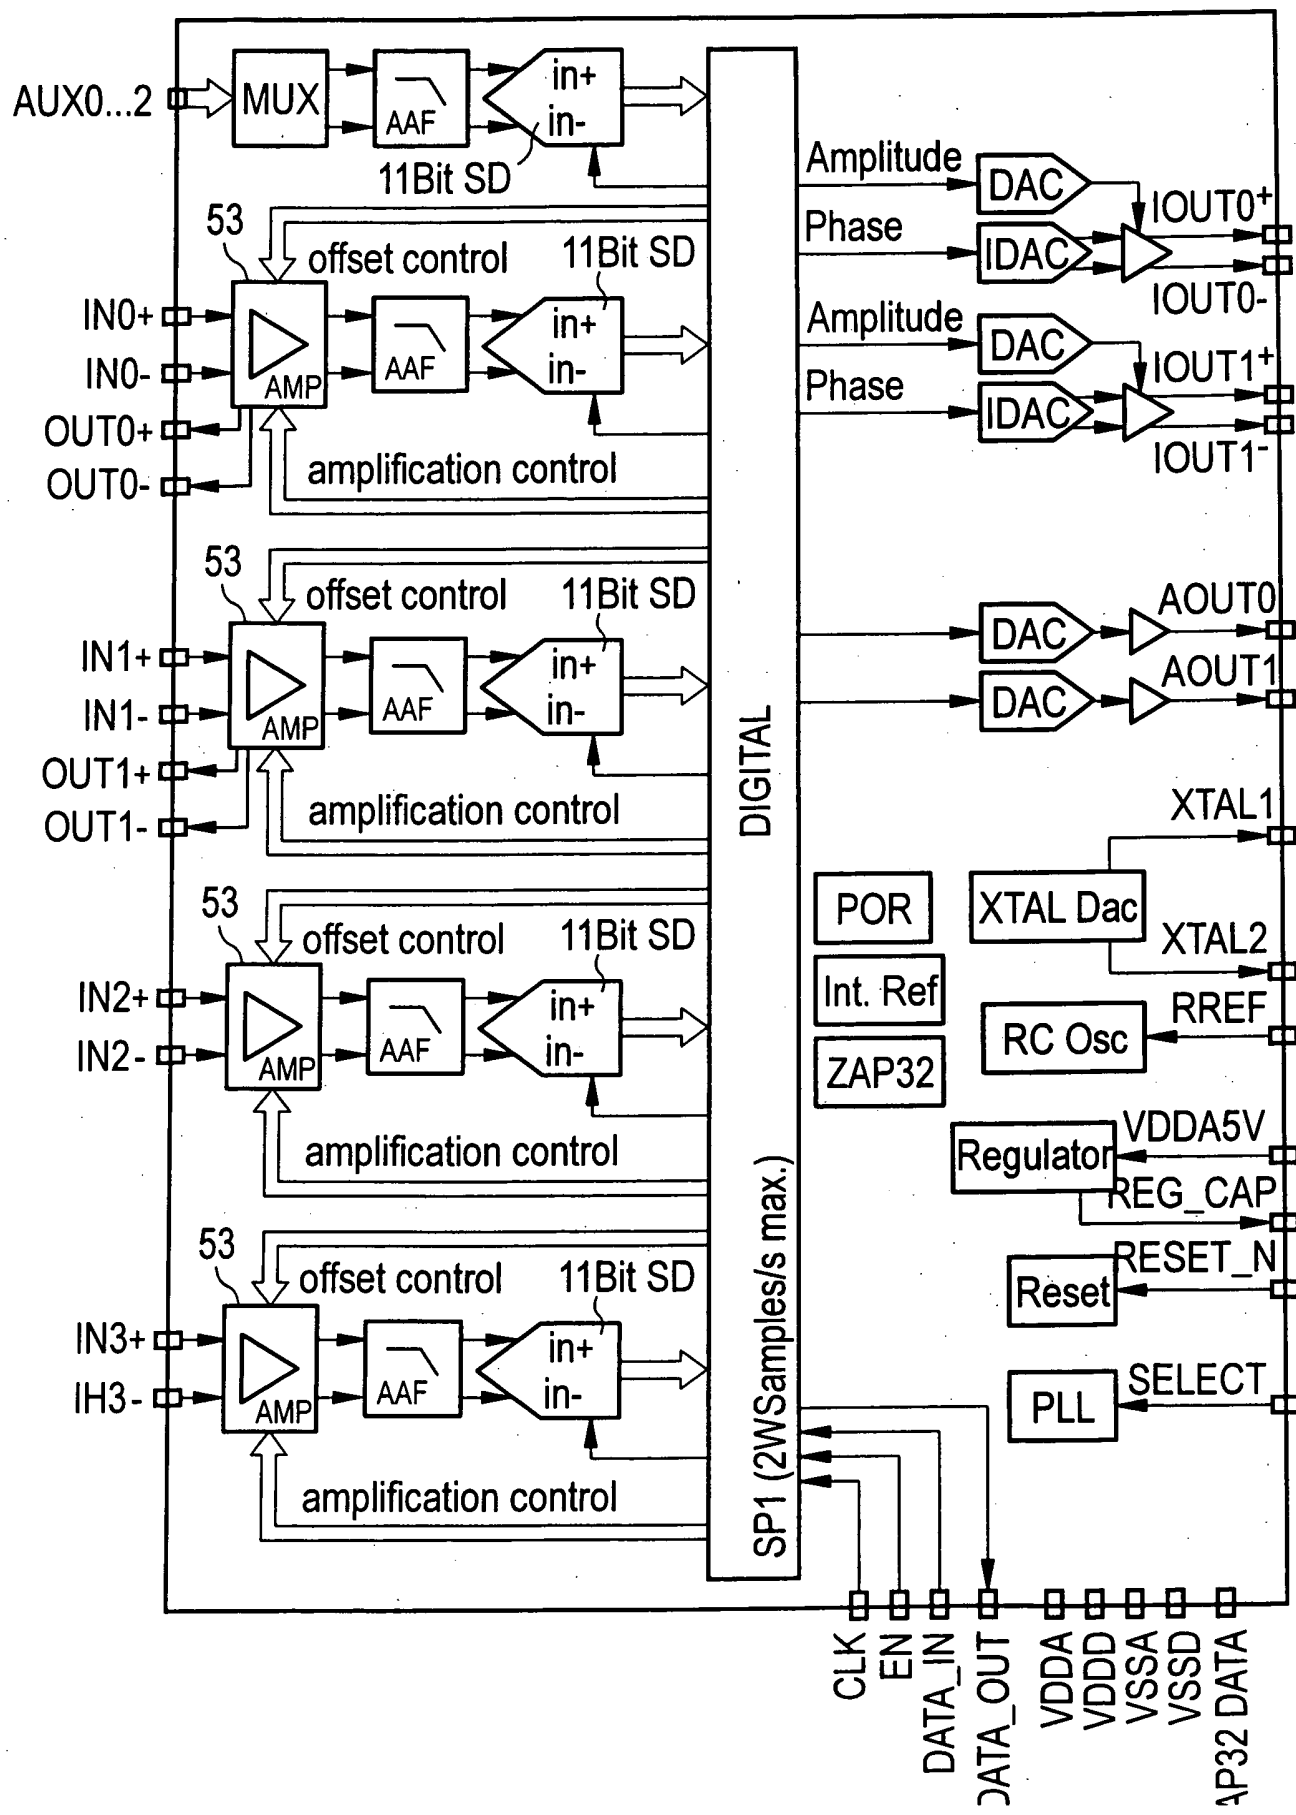 AUX0...2
MUX
AAF
in+
in-
11Bit SD
53
offset control
11Bit SD
IN0+
IN0-
AMP
AAF
in+
in-
OUT0+
OUT0-
amplification control
53
offset control
11Bit SD
IN1+
IN1-
AMP
AAF
in+
in-
OUT1+
OUT1-
amplification control
53
offset control
11Bit SD
IN2+
IN2-
AMP
AAF
in+
in-
amplification control
53
offset control
11Bit SD
IN3+
IH3-
AMP
AAF
in+
in-
amplification control
DIGITAL
SP1 (2WSamples/s max.)
Amplitude
DAC
IOUT0+
Phase
IDAC
IOUT0-
Amplitude
DAC
IOUT1+
Phase
IDAC
IOUT1-
DAC
AOUT0
DAC
AOUT1
XTAL1
POR
XTAL Dac
XTAL2
Int. Ref
RREF
RC Osc
ZAP32
VDDA5V
Regulator
REG_CAP
RESET_N
Reset
SELECT
PLL
CLK
EN
DATA_IN
DATA_OUT
VDDA
VDDD
VSSA
VSSD
AP32 DATA